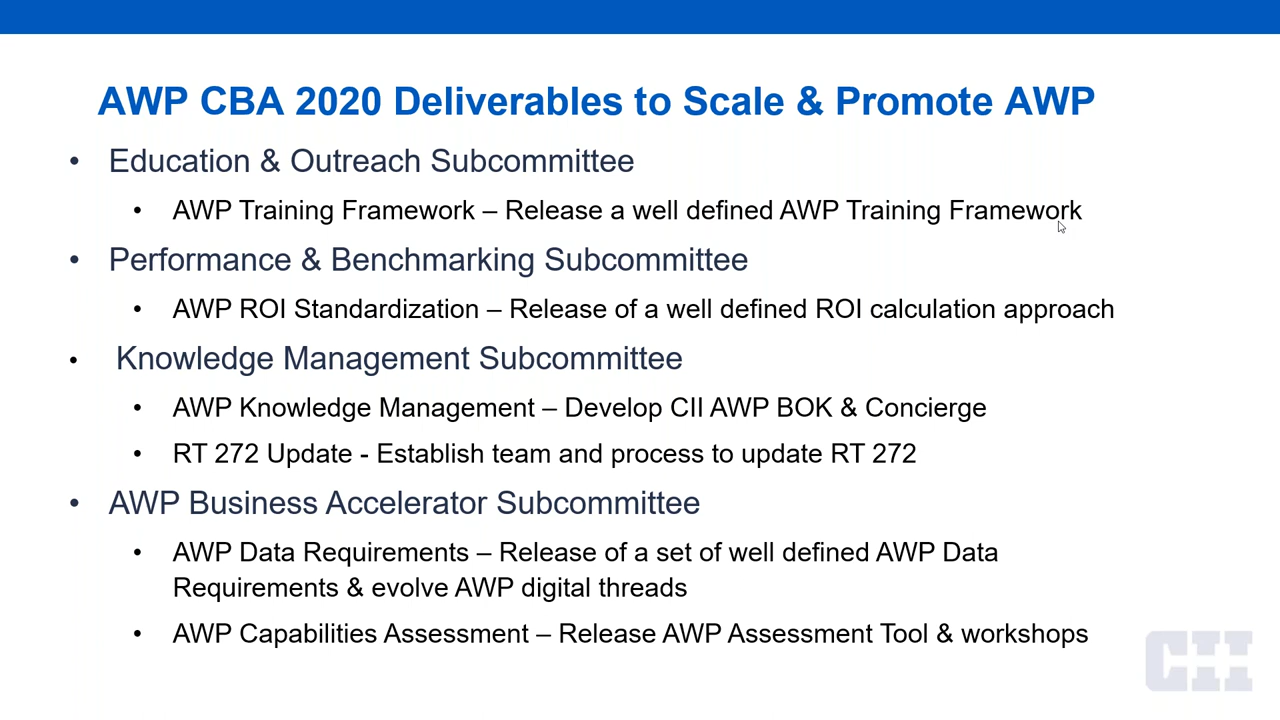 AWP CBA 2020 Deliverables to Scale & Promote AWP
• Education & Outreach Subcommittee
• AWP Training Framework – Release a well defined AWP Training Framework
• Performance & Benchmarking Subcommittee
• AWP ROI Standardization – Release of a well defined ROI calculation approach
• Knowledge Management Subcommittee
• AWP Knowledge Management – Develop CII AWP BOK & Concierge
• RT 272 Update - Establish team and process to update RT 272
• AWP Business Accelerator Subcommittee
• AWP Data Requirements – Release of a set of well defined AWP Data
Requirements & evolve AWP digital threads
• AWP Capabilities Assessment – Release AWP Assessment Tool & workshops
CII